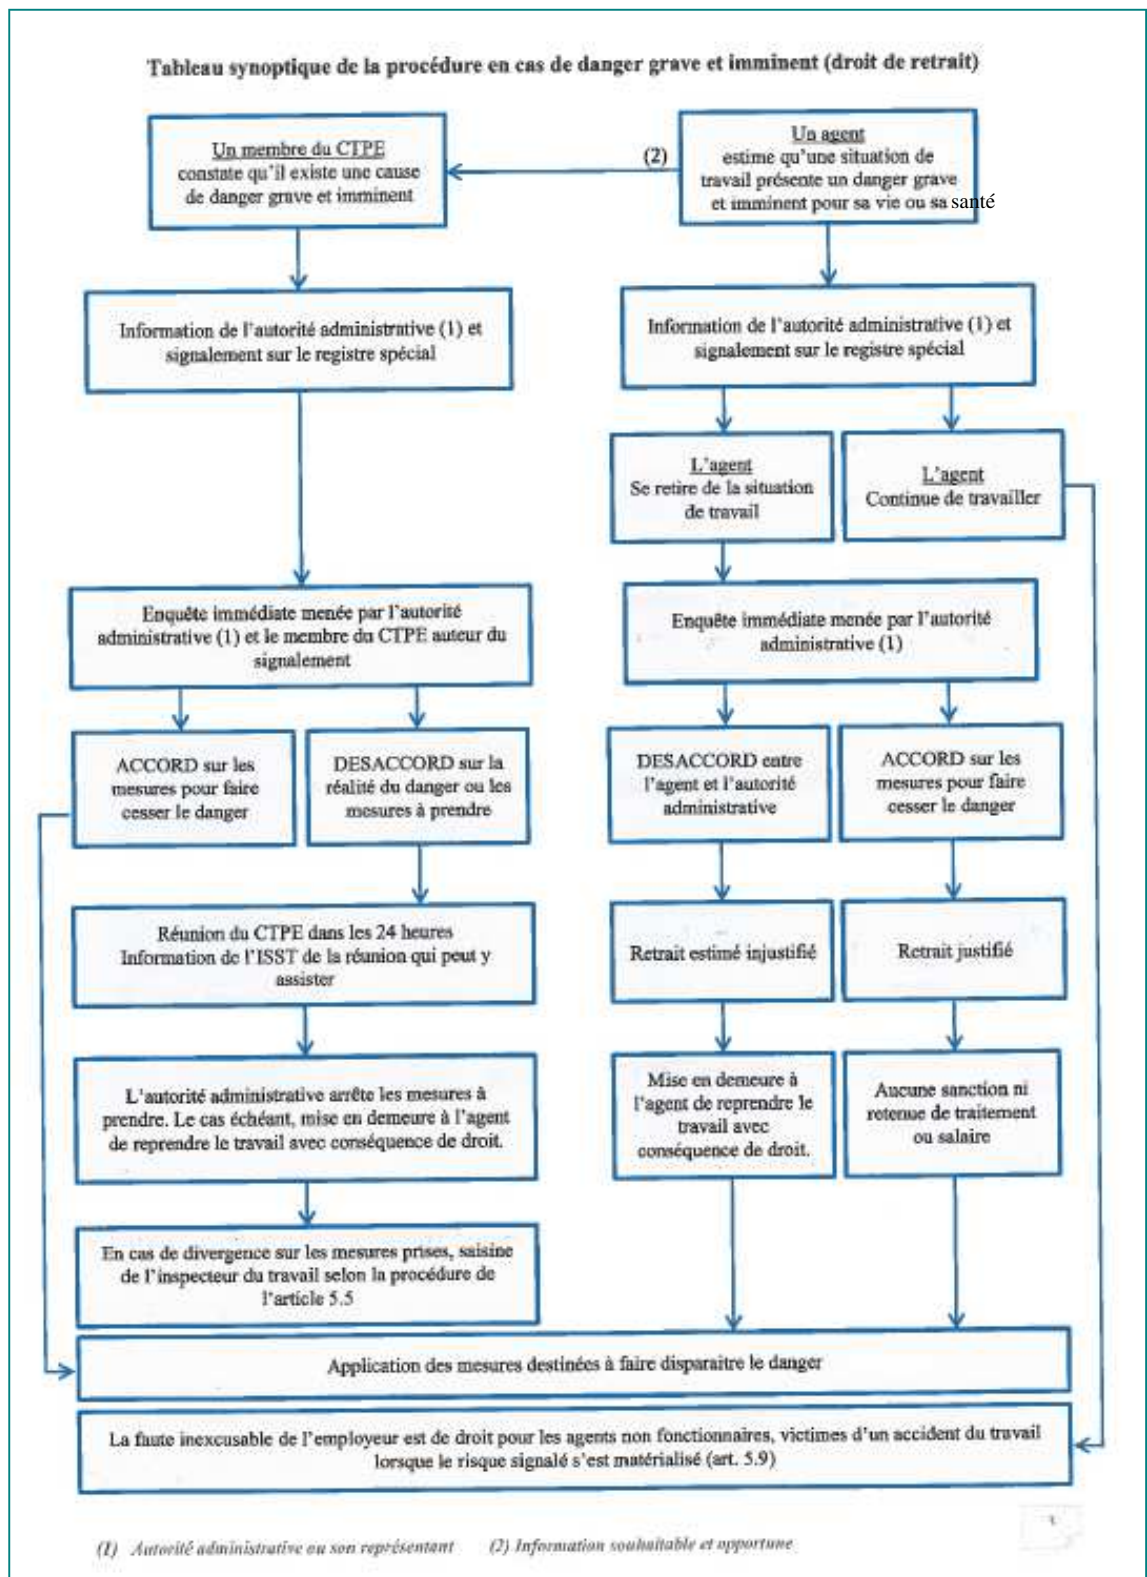 Tableau synoptique de la procédure en cas de danger grave et imminent (droit de retrait)
Un membre du CTPE
constate qu'il existe une cause
de danger grave et imminent
(2)
Un agent
estime qu'une situation de
travail présente un danger grave
et imminent pour sa vie ou sa santé
Information de l'autorité administrative (1) et
signalement sur le registre spécial
Information de l'autorité administrative (1) et
signalement sur le registre spécial
L'agent
Se retire de la situation
de travail
L'agent
Continue de travailler
Enquête immédiate menée par l'autorité
administrative (1) et le membre du CTPE auteur du
signalement
Enquête immédiate menée par l'autorité
administrative (1)
ACCORD sur les
mesures pour faire
cesser le danger
DESACCORD sur la
réalité du danger ou les
mesures à prendre
DESACCORD entre
l'agent et l'autorité
administrative
ACCORD sur les
mesures pour faire
cesser le danger
Réunion du CTPE dans les 24 heures
Information de l'ISST de la réunion qui peut y
assister
Retrait estimé injustifié
Retrait justifié
L'autorité administrative arrête les mesures à
prendre. Le cas échéant, mise en demeure à l'agent
de reprendre le travail avec conséquence de droit.
Mise en demeure à
l'agent de reprendre le
travail avec
conséquence de droit.
Aucune sanction ni
retenue de traitement
ou salaire
En cas de divergence sur les mesures prises, saisine
de l'inspecteur du travail selon la procédure de
l'article 5.5
Application des mesures destinées à faire disparaitre le danger
La faute inexcusable de l'employeur est de droit pour les agents non fonctionnaires, victimes d'un accident du travail
lorsque le risque signalé s'est matérialisé (art. 5.9)
(1) Autorité administrative ou son représentant (2) Information souhaitable et opportune